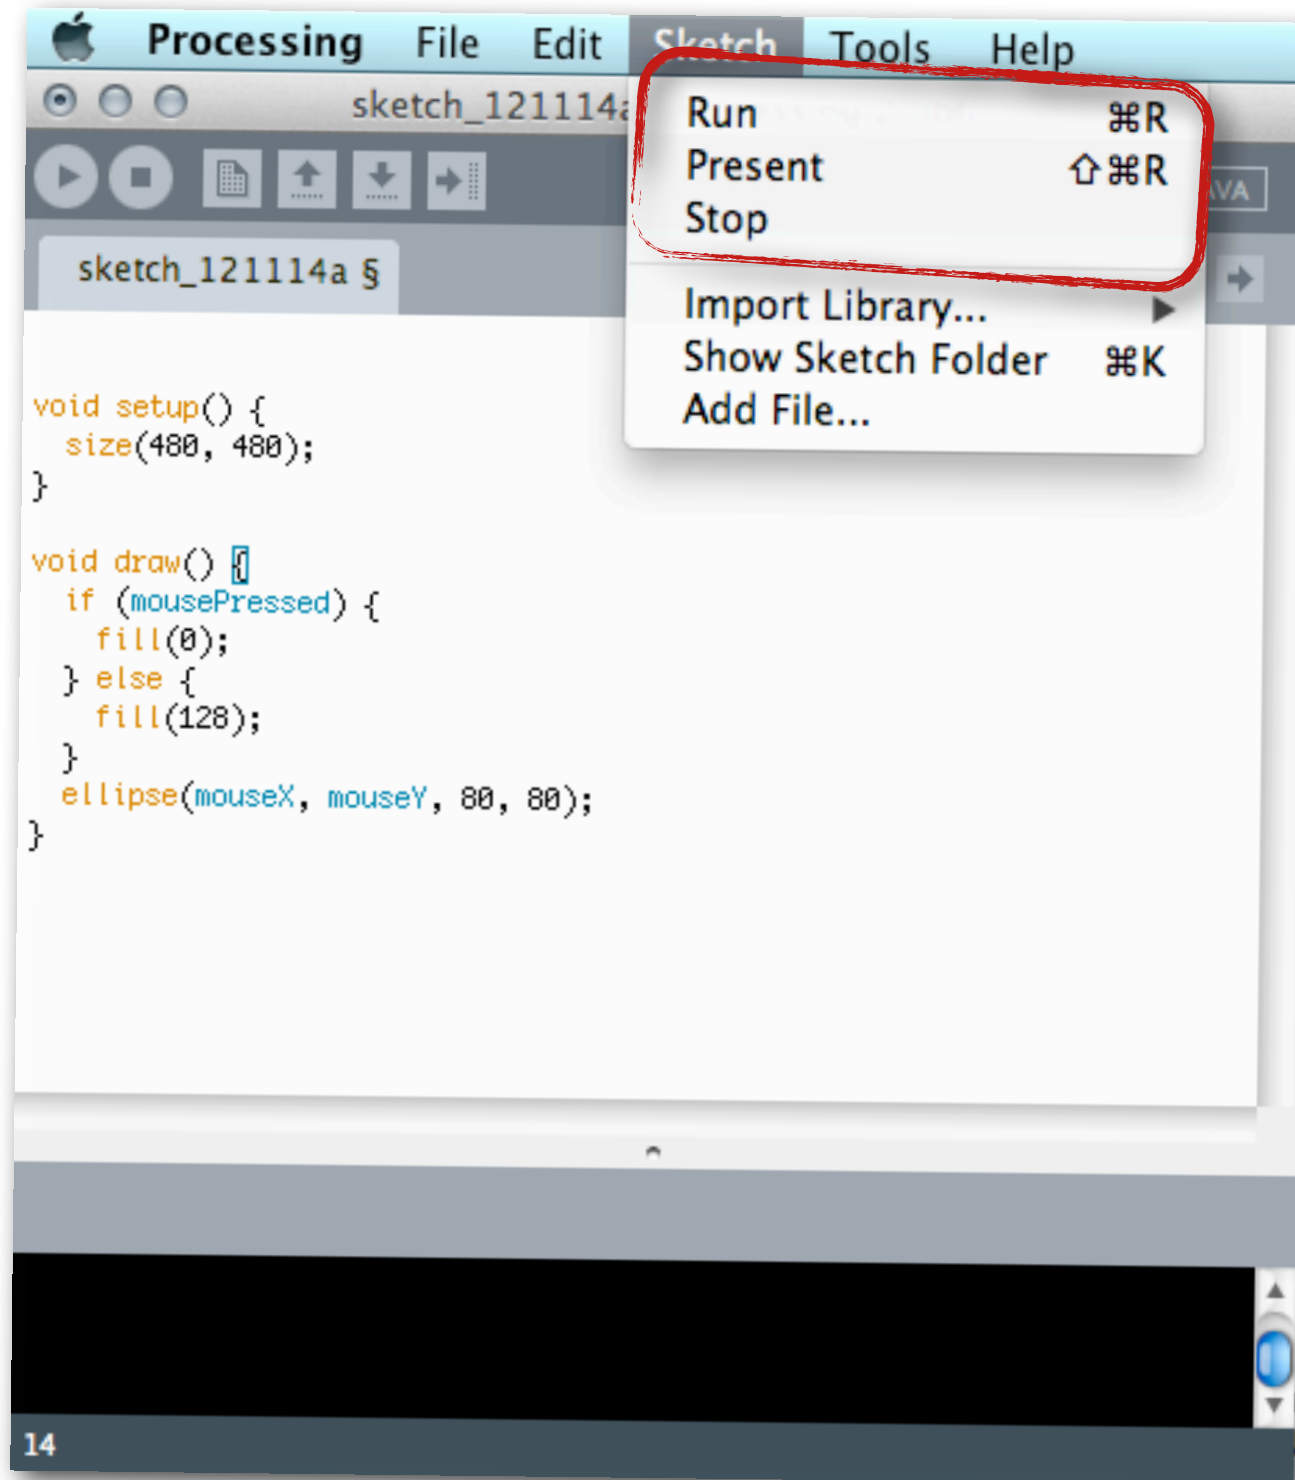 Processing File Edit Sketch Tools Help
sketch_121114a
Run ⌘R
Present ⇧⌘R
Stop
Import Library...
Show Sketch Folder ⌘K
Add File...
sketch_121114a §
void setup() {
  size(480, 480);
}
void draw() {
  if (mousePressed) {
    fill(0);
  } else {
    fill(128);
  }
  ellipse(mouseX, mouseY, 80, 80);
}
14